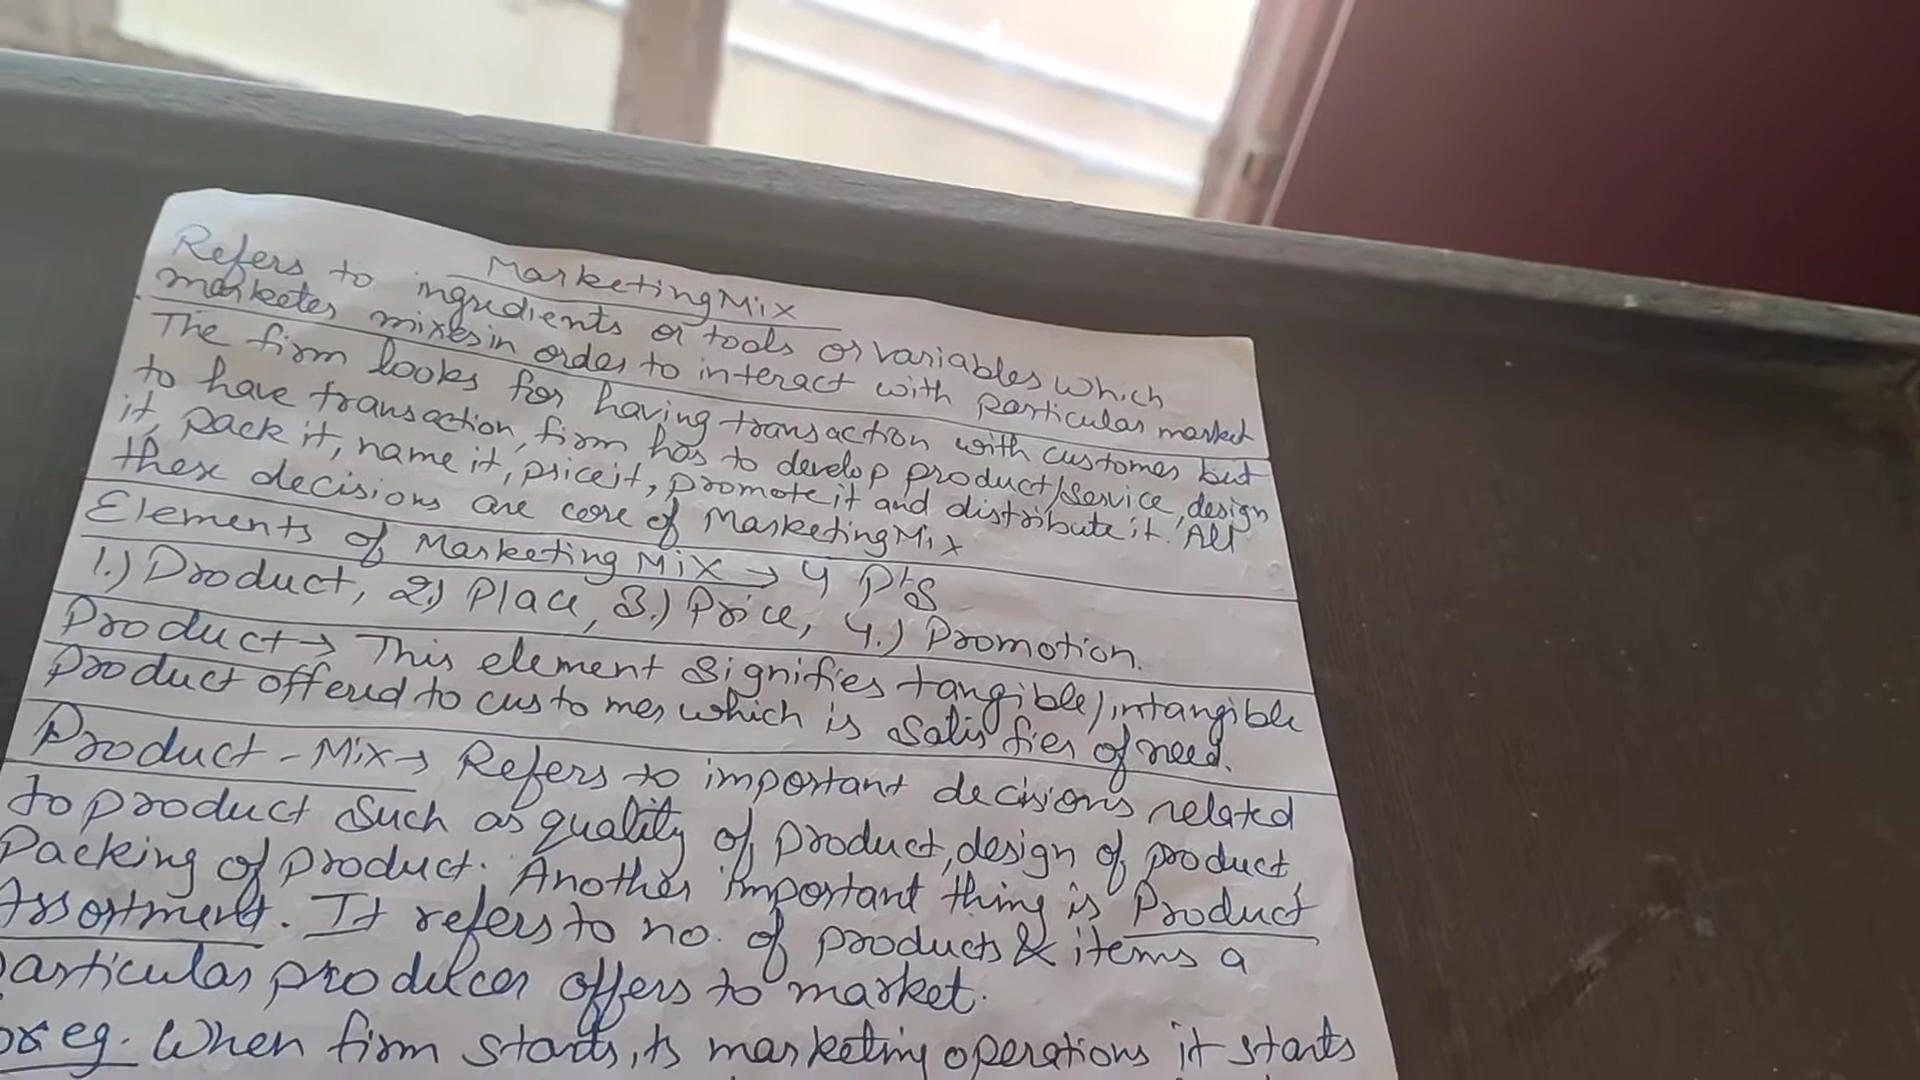 Marketing Mix
Refers to ingredients or tools or variables which
marketer mixes in order to interact with particular market
The firm looks for having transaction with customer but
to have transaction, firm has to develop product/service, design
it, pack it, name it, price it, promote it and distribute it. All
these decisions are core of Marketing Mix
Elements of Marketing Mix → 4 P's
1.) Product, 2.) Place, 3.) Price, 4.) Promotion.
Product → This element signifies tangible/intangible
product offered to customer which is satisfier of need.
Product-Mix → Refers to important decisions related
to product such as quality of product, design of product,
Packing of product. Another important thing is Product
Assortment. It refers to no. of products & items a
particular producer offers to market.
eg. When firm starts its marketing operations it starts